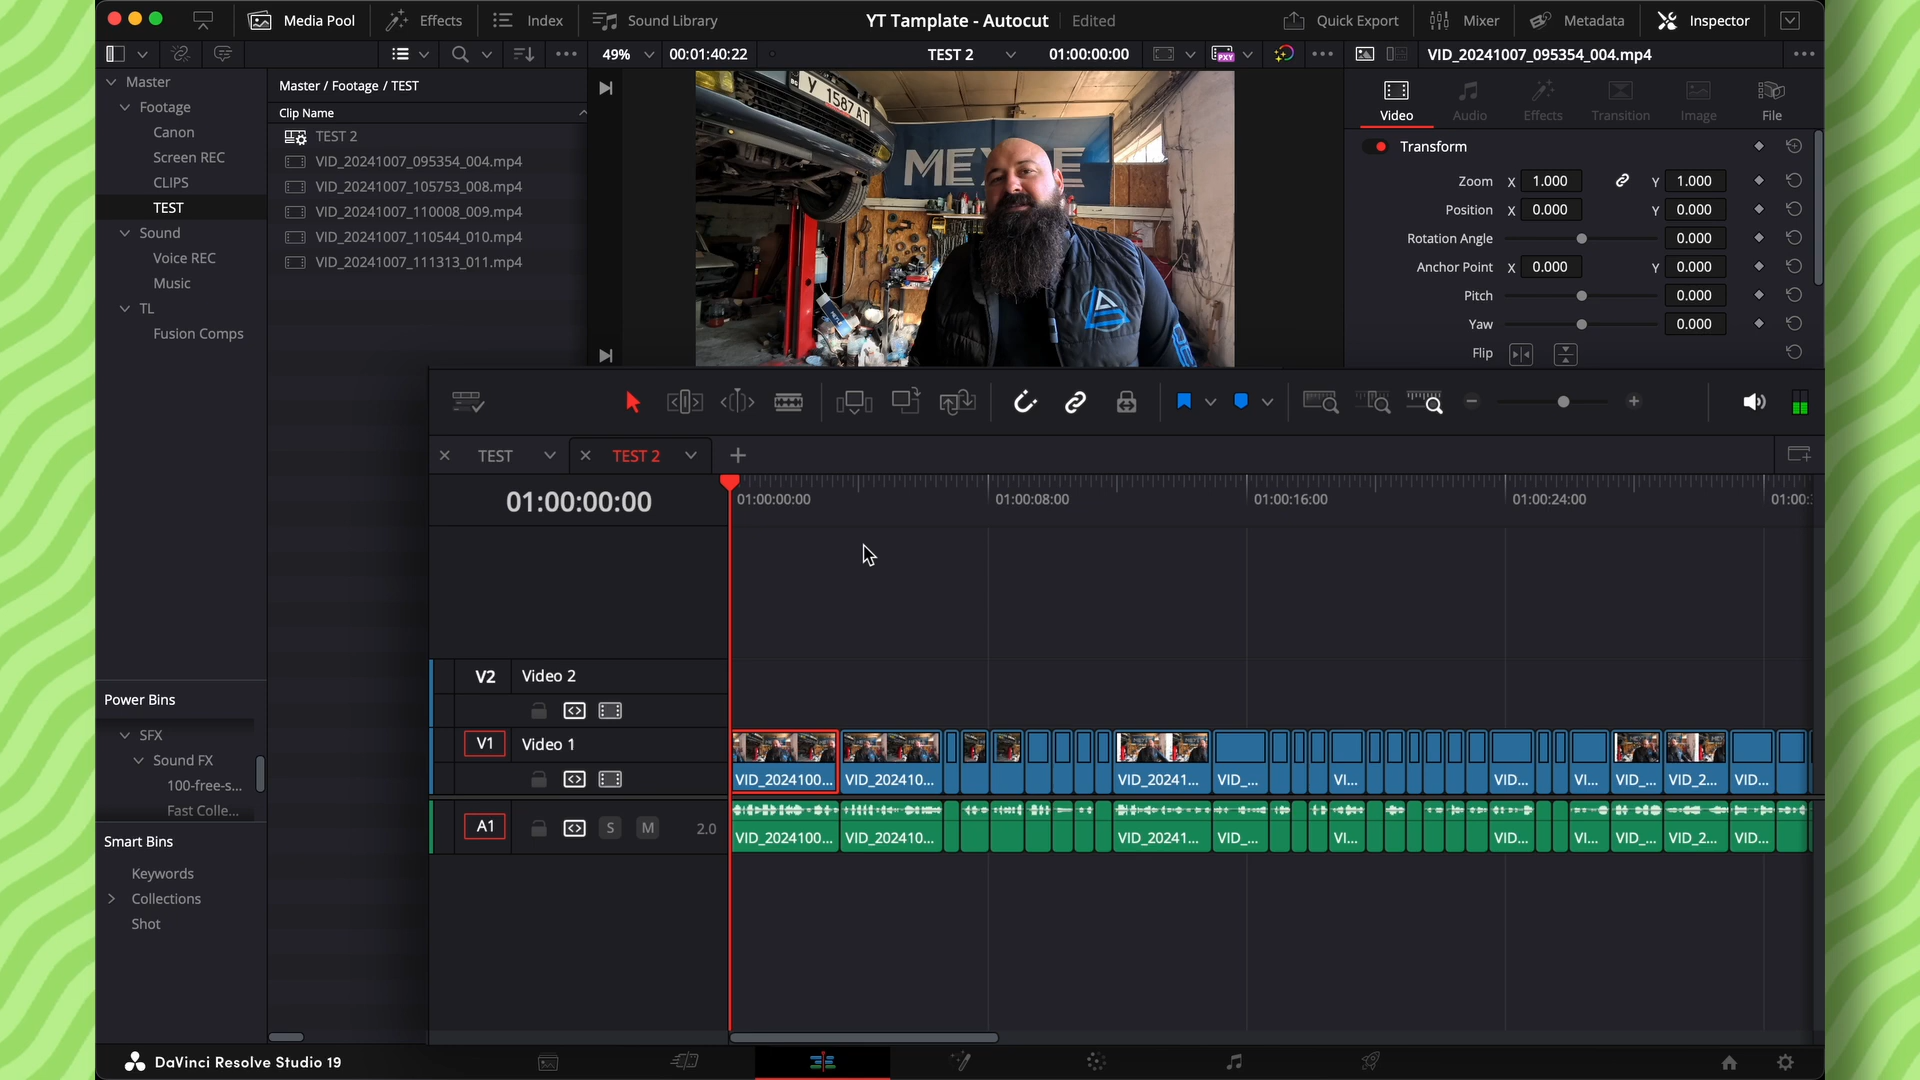 Media Pool
Effects
Index
Sound Library
YT Tamplate - Autocut
Edited
Quick Export
Mixer
Metadata
Inspector
49%
00:01:40:22
TEST 2
01:00:00:00
PXY
VID_20241007_095354_004.mp4
Master
Footage
Canon
Screen REC
CLIPS
TEST
Sound
Voice REC
Music
TL
Fusion Comps
Master / Footage / TEST
Clip Name
TEST 2
VID_20241007_095354_004.mp4
VID_20241007_105753_008.mp4
VID_20241007_110008_009.mp4
VID_20241007_110544_010.mp4
VID_20241007_111313_011.mp4
Y 1587 AT
Video
Audio
Effects
Transition
Image
File
Transform
Zoom X 1.000 Y 1.000
Position X 0.000 Y 0.000
Rotation Angle 0.000
Anchor Point X 0.000 Y 0.000
Pitch 0.000
Yaw 0.000
Flip
TEST
TEST 2
01:00:00:00
01:00:00:00
01:00:08:00
01:00:16:00
01:00:24:00
V2 Video 2
V1 Video 1
VID_2024100...
VID_202410...
VID_20241...
VID_...
VI...
VID...
VI...
VID_...
VID_2...
VID...
A1
S
M
2.0
VID_2024100...
VID_202410...
VID_20241...
VID_...
VI...
VID...
VI...
VID_...
VID_2...
VID...
Power Bins
SFX
Sound FX
100-free-s...
Fast Colle...
Smart Bins
Keywords
Collections
Shot
DaVinci Resolve Studio 19